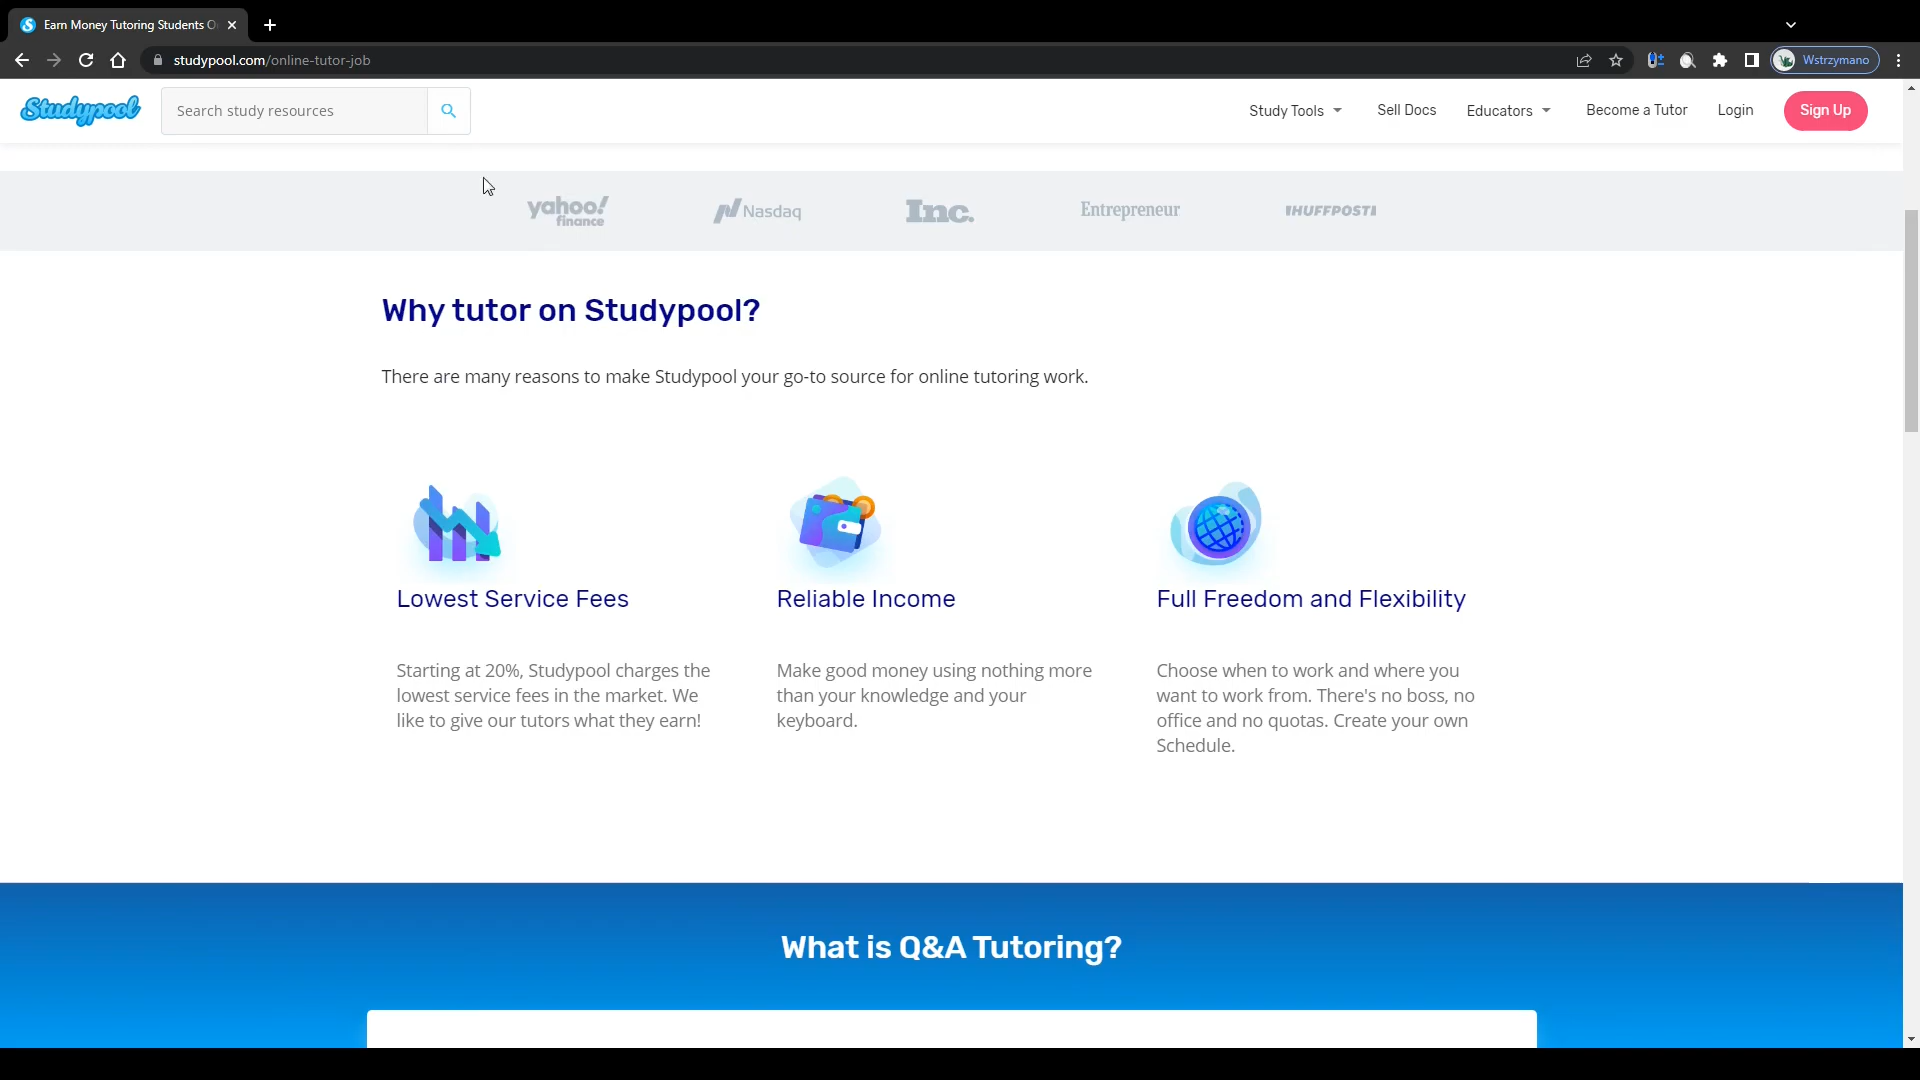 Earn Money Tutoring Students O
studypool.com/online-tutor-job
Wstrzymano
Studypool
Search study resources
Study Tools
Sell Docs
Educators
Become a Tutor
Login
Sign Up
yahoo!
finance
Nasdaq
Inc.
Entrepreneur
HUFFPOST
Why tutor on Studypool?
There are many reasons to make Studypool your go-to source for online tutoring work.
Lowest Service Fees
Starting at 20%, Studypool charges the
lowest service fees in the market. We
like to give our tutors what they earn!
Reliable Income
Make good money using nothing more
than your knowledge and your
keyboard.
Full Freedom and Flexibility
Choose when to work and where you
want to work from. There's no boss, no
office and no quotas. Create your own
Schedule.
What is Q&A Tutoring?